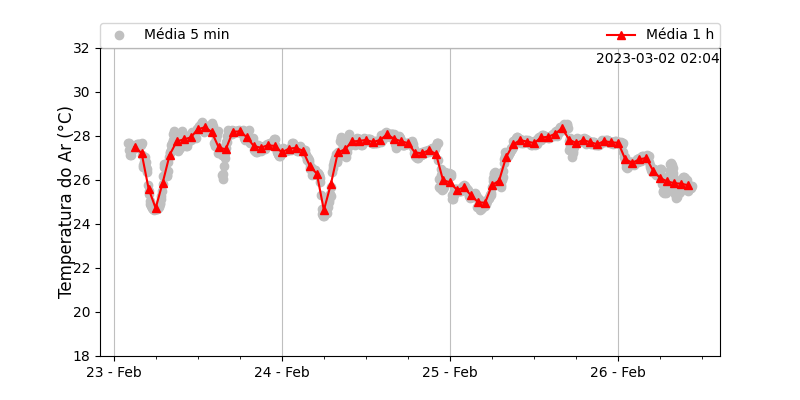 Média 5 min
Média 1 h
2023-03-02 02:04
Temperatura do Ar (°C)
32
30
28
26
24
22
20
18
23 - Feb
24 - Feb
25 - Feb
26 - Feb